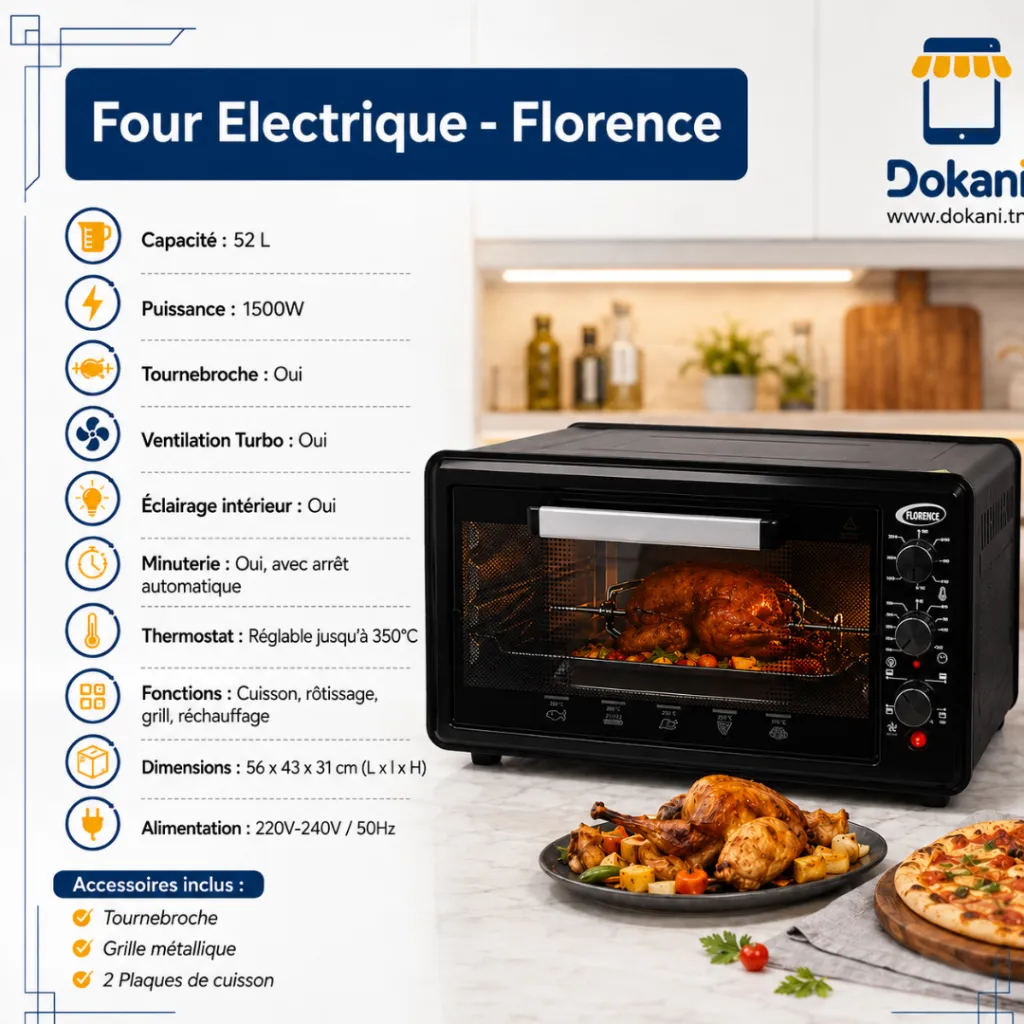 Four Electrique - Florence
Dokani
www.dokani.tn
Capacité : 52 L
Puissance : 1500W
Tournebroche : Oui
Ventilation Turbo : Oui
Éclairage intérieur : Oui
Minuterie : Oui, avec arrêt
automatique
Thermostat : Réglable jusqu'à 350°C
Fonctions : Cuisson, rôtissage,
grill, réchauffage
Dimensions : 56 x 43 x 31 cm (L x l x H)
Alimentation : 220V-240V / 50Hz
Accessoires inclus :
Tournebroche
Grille métallique
2 Plaques de cuisson
FLORENCE